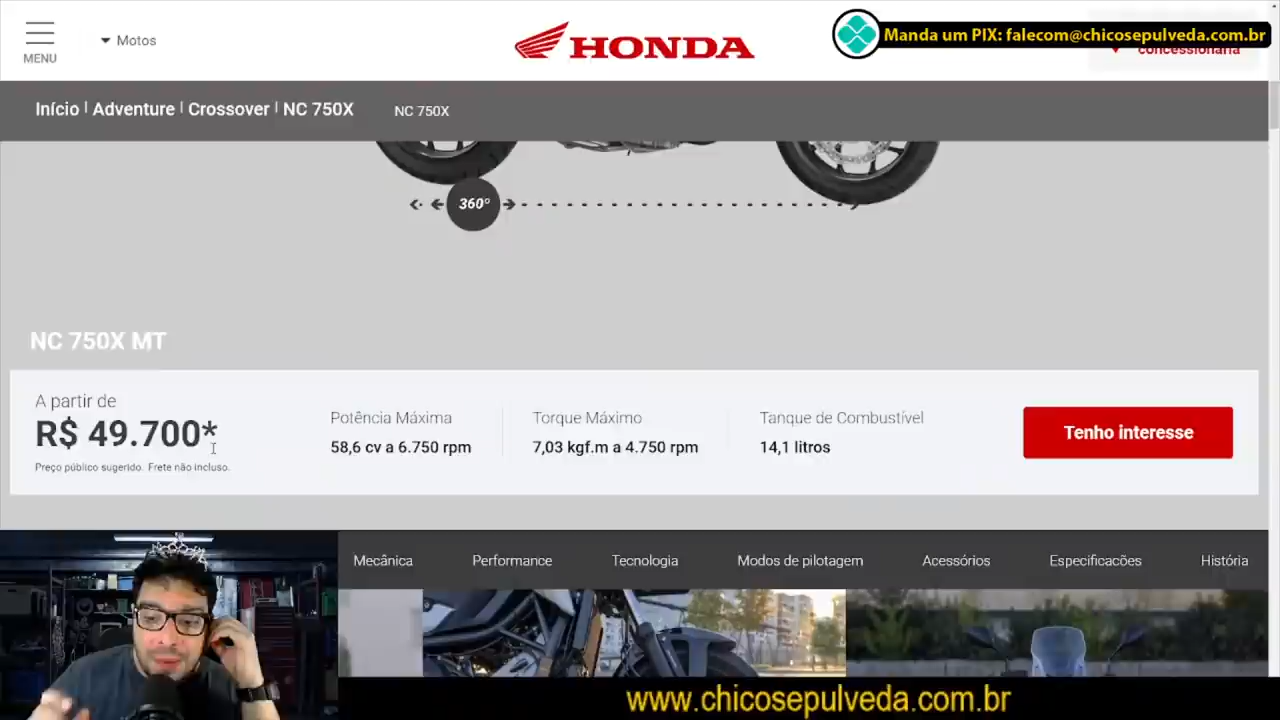 MENU
Motos
HONDA
Manda um PIX: falecom@chicosepulveda.com.br
concessionária
Início | Adventure | Crossover | NC 750X
NC 750X
360º
NC 750X MT
A partir de
R$ 49.700*
Preço público sugerido. Frete não incluso.
Potência Máxima
58,6 cv a 6.750 rpm
Torque Máximo
7,03 kgf.m a 4.750 rpm
Tanque de Combustível
14,1 litros
Tenho interesse
Mecânica
Performance
Tecnologia
Modos de pilotagem
Acessórios
Especificações
História
www.chicosepulveda.com.br